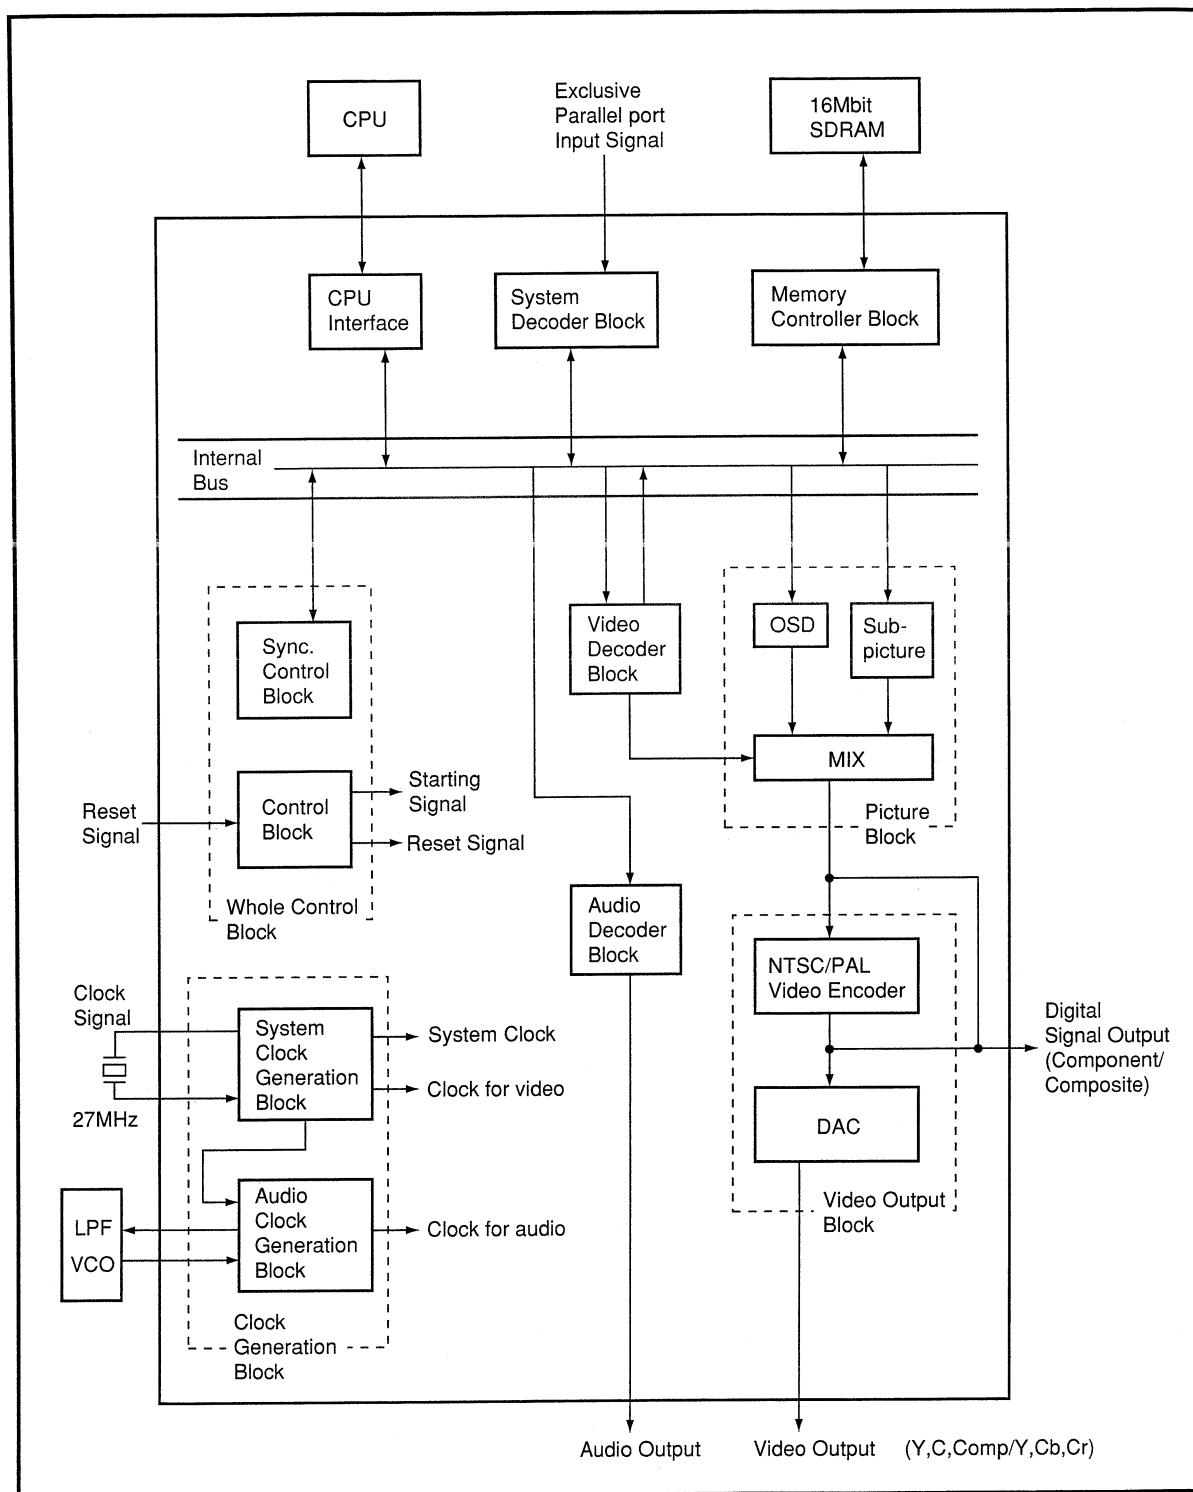 CPU
Exclusive
Parallel port
Input Signal
16Mbit
SDRAM
CPU
Interface
System
Decoder Block
Memory
Controller Block
Internal
Bus
Sync.
Control
Block
Video
Decoder
Block
OSD
Sub-
picture
MIX
Picture
Block
Reset
Signal
Control
Block
Starting
Signal
Reset Signal
Whole Control
Block
Audio
Decoder
Block
NTSC/PAL
Video Encoder
Clock
Signal
27MHz
System
Clock
Generation
Block
System Clock
Clock for video
Digital
Signal Output
(Component/
Composite)
DAC
Video Output
Block
LPF
VCO
Audio
Clock
Generation
Block
Clock for audio
Clock
Generation
Block
Audio Output
Video Output (Y,C,Comp/Y,Cb,Cr)